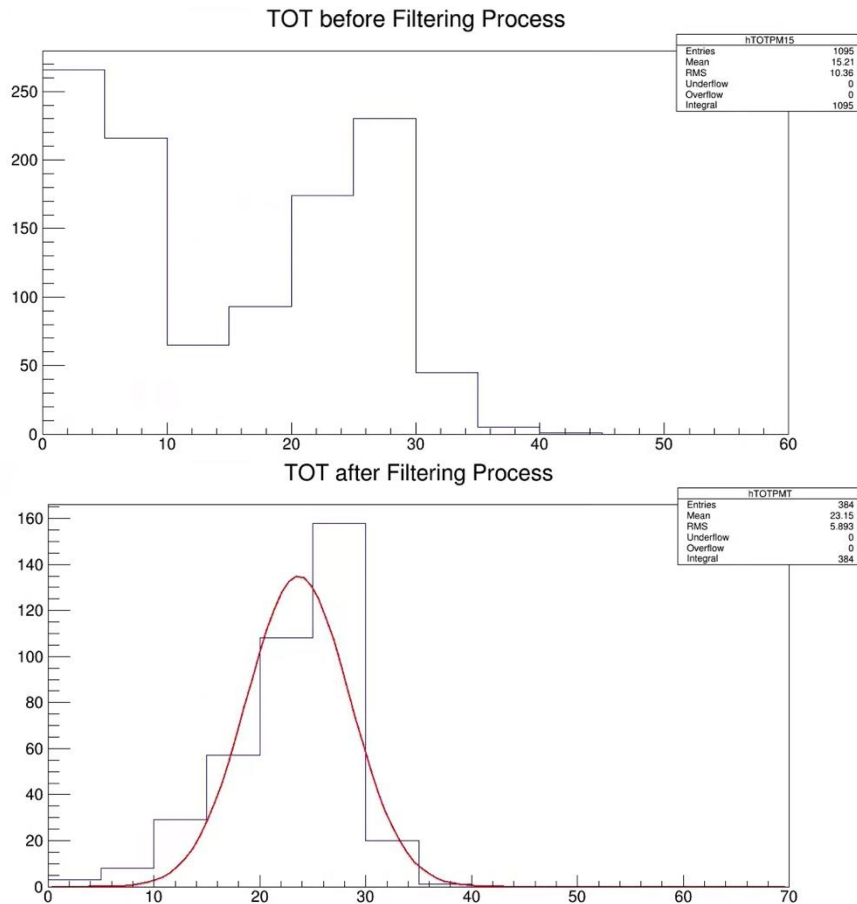 TOT before Filtering Process
hTOTPM15
Entries 1095
Mean 15.21
RMS 10.36
Underflow 0
Overflow 0
Integral 1095
250
200
150
100
50
0
0 10 20 30 40 50 60
TOT after Filtering Process
hTOTPMT
Entries 384
Mean 23.15
RMS 5.893
Underflow 0
Overflow 0
Integral 384
160
140
120
100
80
60
40
20
0
0 10 20 30 40 50 60 70